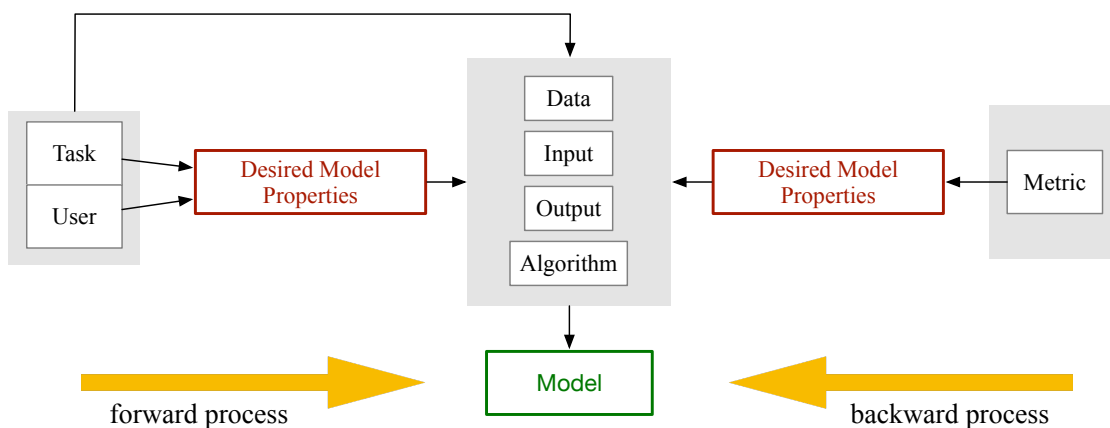 Task
User
Desired Model
Properties
Data
Input
Output
Algorithm
Desired Model
Properties
Metric
Model
forward process
backward process